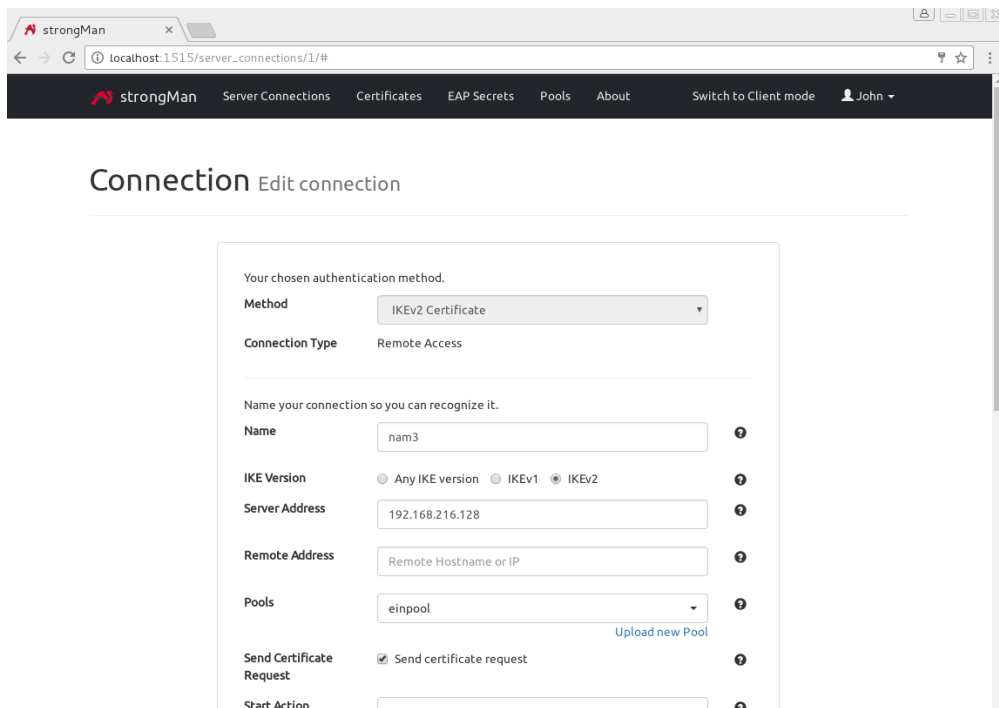 strongMan
localhost:1515/server_connections/1/#
strongMan Server Connections Certificates EAP Secrets Pools About Switch to Client mode John
Connection Edit connection
Your chosen authentication method.
Method IKEv2 Certificate
Connection Type Remote Access
Name your connection so you can recognize it.
Name nam3
IKE Version Any IKE version IKEv1 IKEv2
Server Address 192.168.216.128
Remote Address Remote Hostname or IP
Pools einpool
Upload new Pool
Send Certificate Send certificate request
Request
Start Action